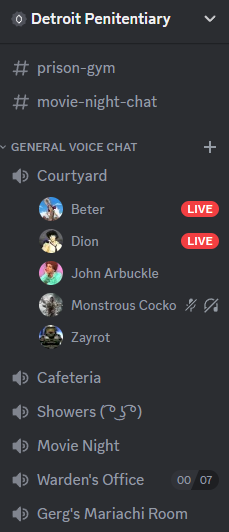 Detroit Penitentiary
# prison-gym
# movie-night-chat
GENERAL VOICE CHAT +
Courtyard
Beter LIVE
Dion LIVE
John Arbuckle
Monstrous Cocko
Zayrot
Cafeteria
Showers ( ͡° ͜ʖ ͡°)
Movie Night
Warden's Office 00 / 07
Gerg's Mariachi Room